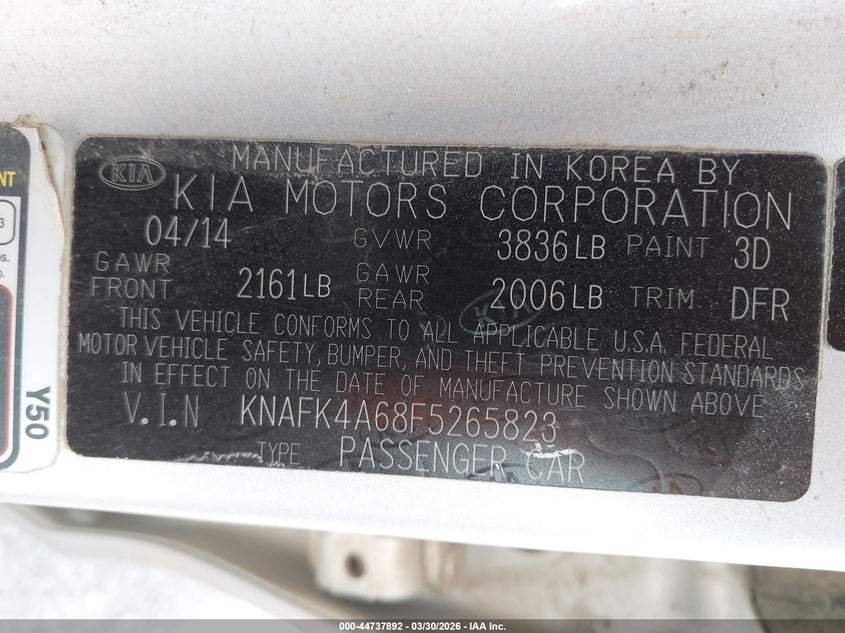 KIA
MANUFACTURED IN KOREA BY
KIA MOTORS CORPORATION
04/14 GVWR 3836LB PAINT 3D
GAWR FRONT 2161LB GAWR REAR 2006LB TRIM DFR
THIS VEHICLE CONFORMS TO ALL APPLICABLE U.S.A. FEDERAL
MOTOR VEHICLE SAFETY, BUMPER, AND THEFT PREVENTION STANDARDS
IN EFFECT ON THE DATE OF MANUFACTURE SHOWN ABOVE
V.I.N KNAFK4A68F5265823
TYPE PASSENGER CAR
NT
3
os.
Y50
000-44737892 - 03/30/2026 - IAA Inc.